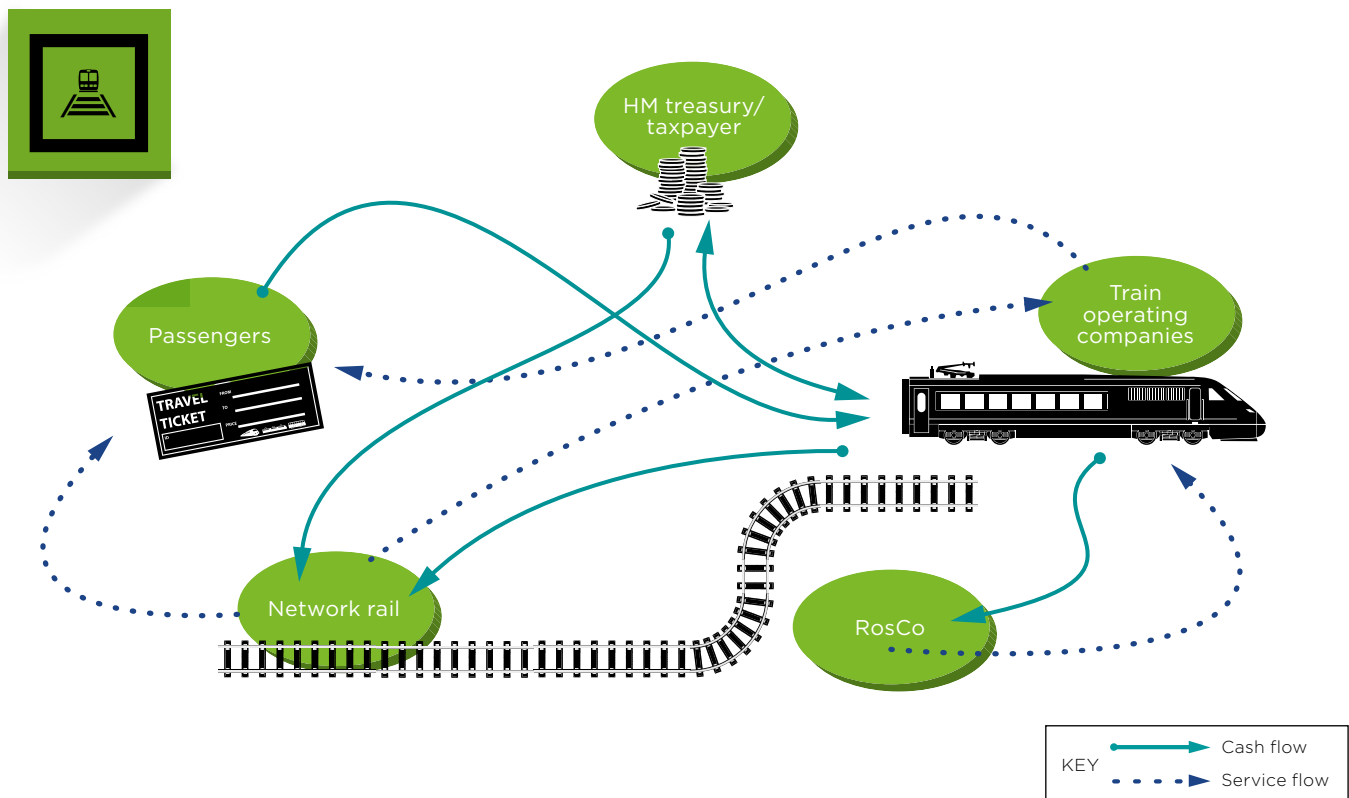 HM treasury/
taxpayer
Passengers
Train
operating
companies
TRAVEL
TICKET
FROM
TO
PRICE
ID
Network rail
RosCo
KEY
Cash flow
Service flow